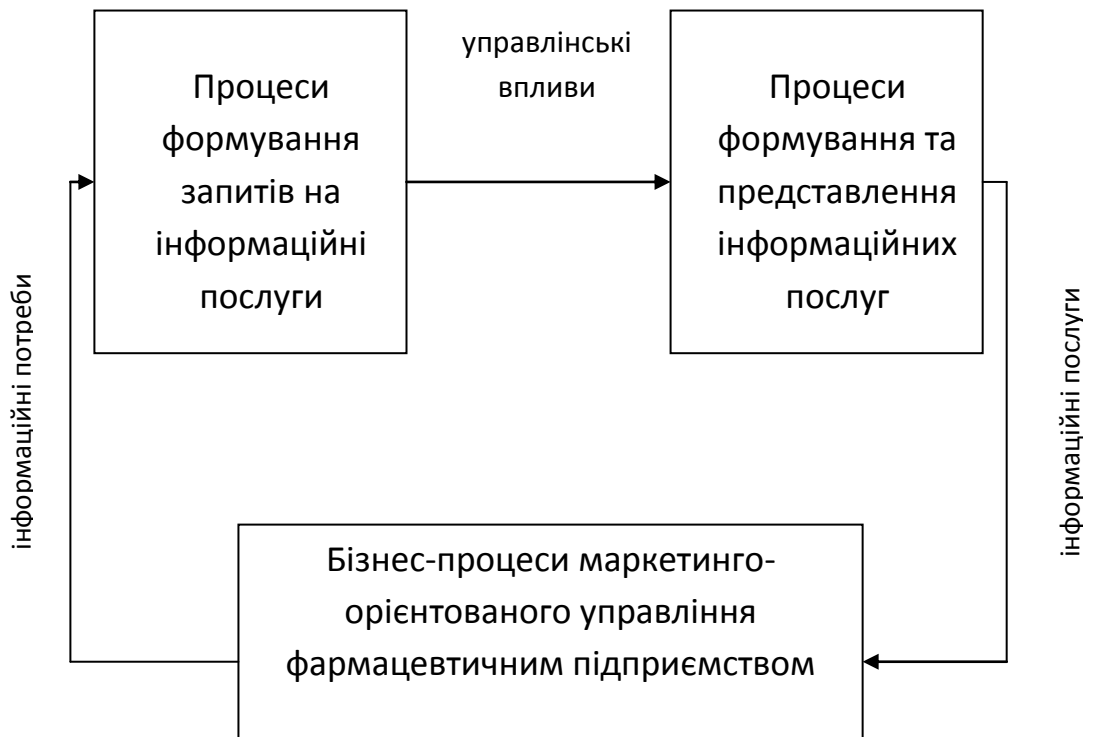 управлінські
впливи
Процеси
формування
запитів на
інформаційні
послуги
Процеси
формування та
представлення
інформаційних
послуг
інформаційні потреби
інформаційні послуги
Бізнес-процеси маркетинго-
орієнтованого управління
фармацевтичним підприємством